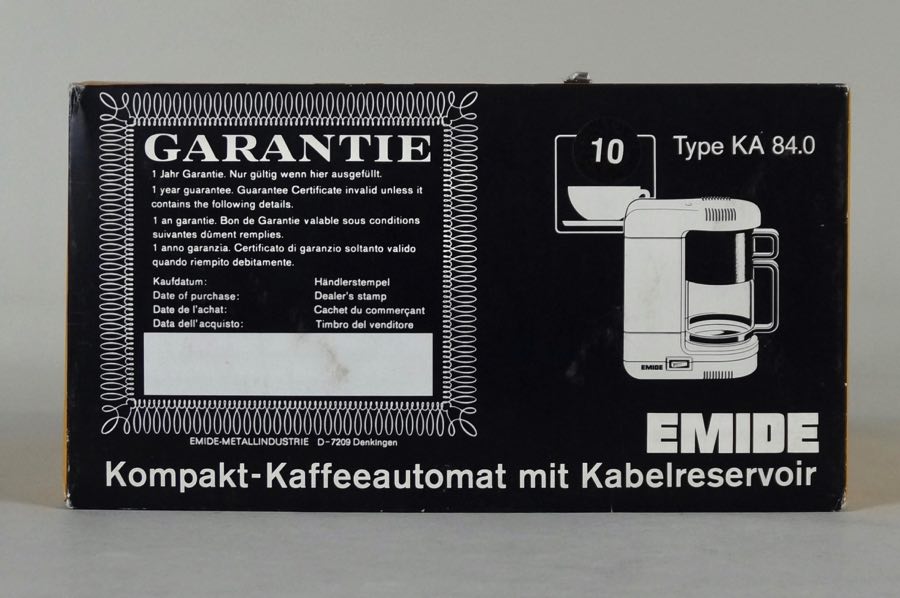 GARANTIE
1 Jahr Garantie. Nur gültig wenn hier ausgefüllt.
1 year guarantee. Guarantee Certificate invalid unless it
contains the following details.
1 an garantie. Bon de Garantie valable sous conditions
suivantes dûment remplies.
1 anno garanzia. Certificato di garanzio soltanto valido
quando riempito debitamente.
Kaufdatum: Händlerstempel
Date of purchase: Dealer's stamp
Date de l'achat: Cachet du commerçant
Data dell'acquisto: Timbro del venditore
EMIDE-METALLINDUSTRIE D-7209 Denkingen
10
Type KA 84.0
EMIDE
EMIDE
Kompakt-Kaffeeautomat mit Kabelreservoir